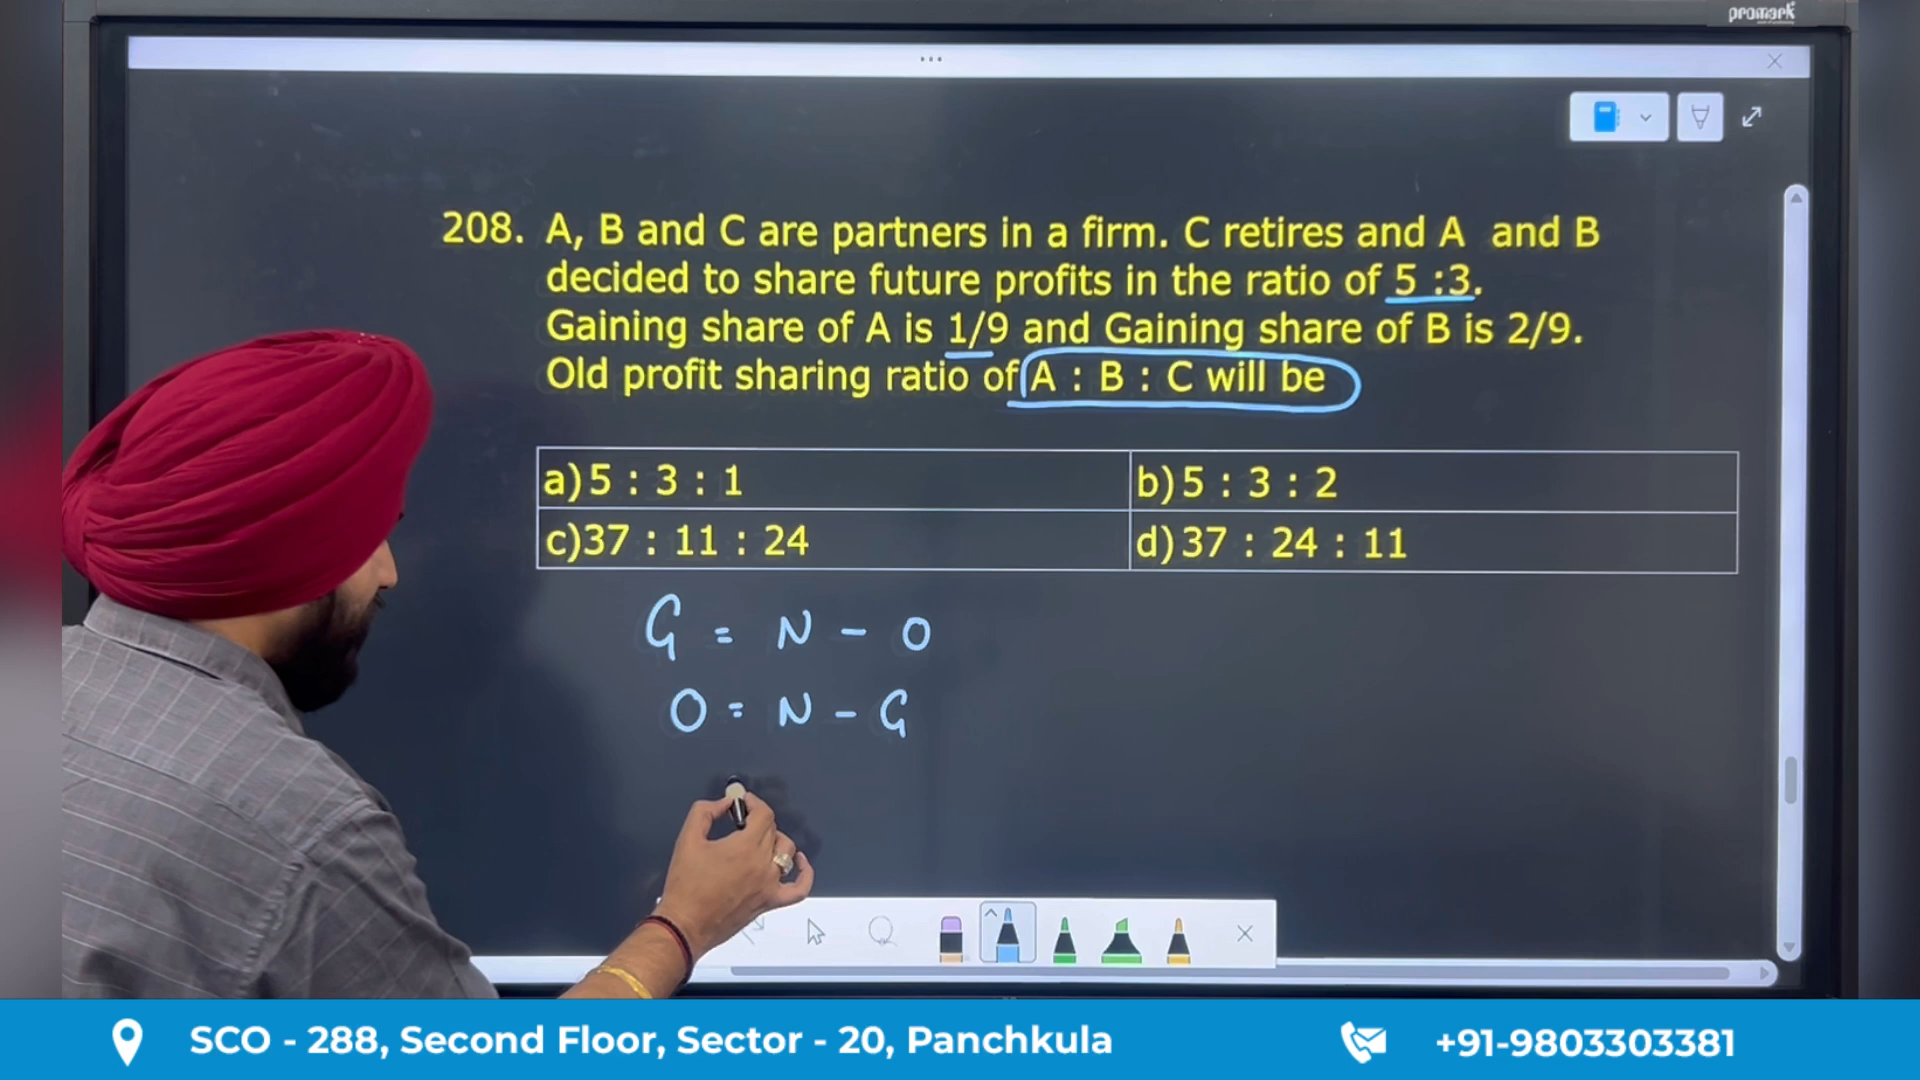 promark
208. A, B and C are partners in a firm. C retires and A and B
decided to share future profits in the ratio of 5 :3.
Gaining share of A is 1/9 and Gaining share of B is 2/9.
Old profit sharing ratio of A : B : C will be
a) 5 : 3 : 1
b) 5 : 3 : 2
c) 37 : 11 : 24
d) 37 : 24 : 11
G = N - O
O = N - G
SCO - 288, Second Floor, Sector - 20, Panchkula
+91-9803303381